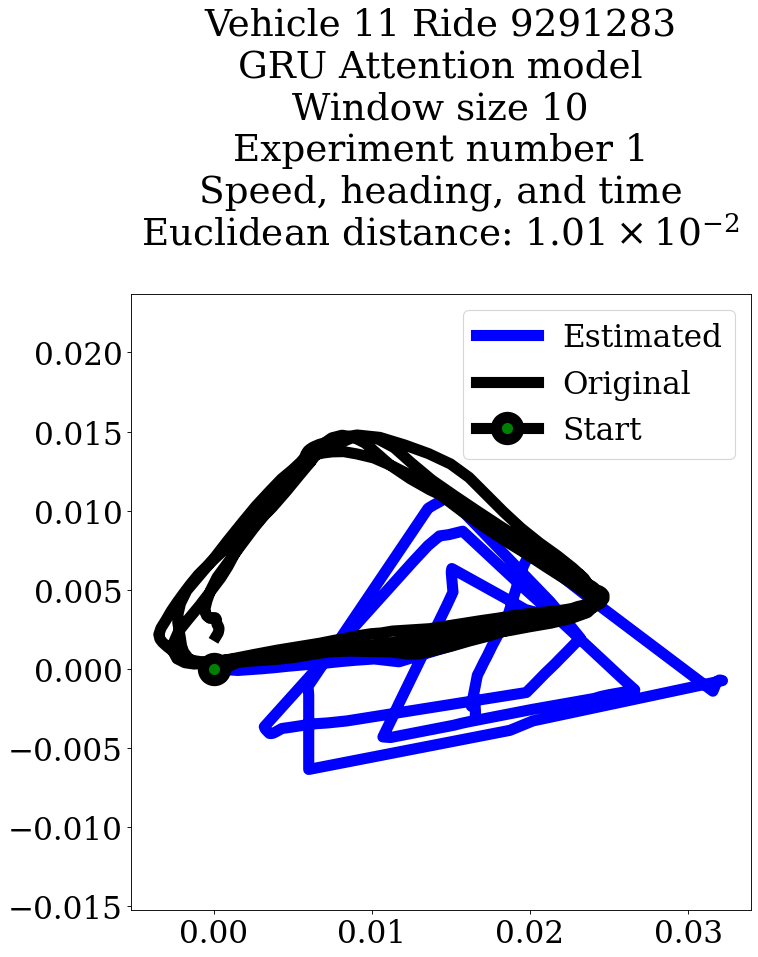 Vehicle 11 Ride 9291283
GRU Attention model
Window size 10
Experiment number 1
Speed, heading, and time
Euclidean distance: 1.01 × 10⁻²
Estimated
Original
Start
0.020
0.015
0.010
0.005
0.000
−0.005
−0.010
−0.015
0.00 0.01 0.02 0.03